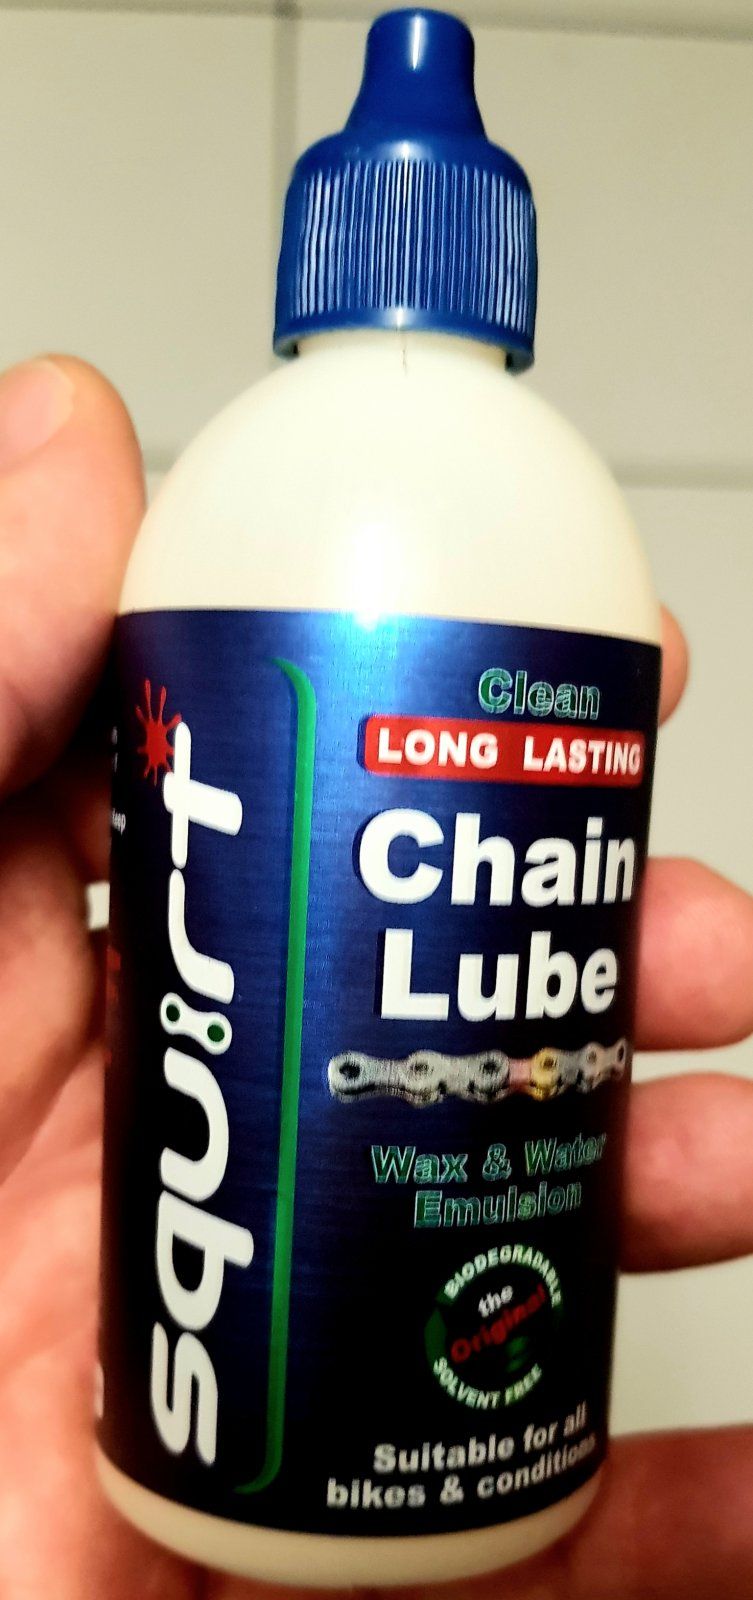 squirt
Clean
LONG LASTING
Chain
Lube
Wax & Water
Emulsion
BIODEGRADABLE
the
Original
SOLVENT FREE
Suitable for all
bikes & conditions